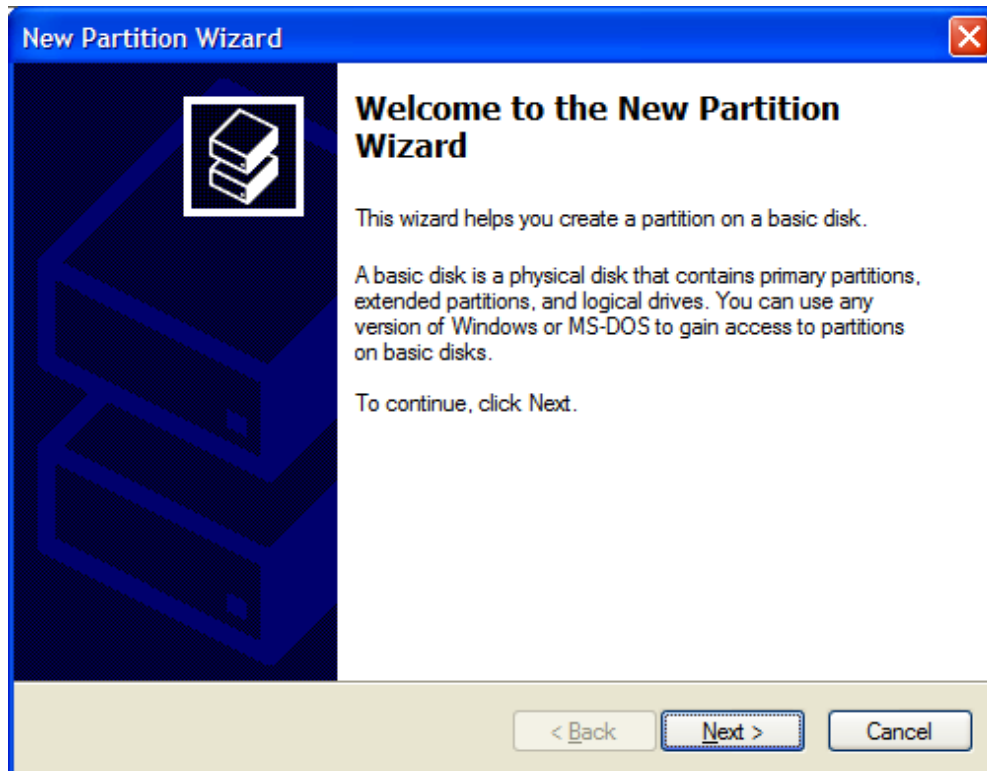 New Partition Wizard
Welcome to the New Partition
Wizard
This wizard helps you create a partition on a basic disk.
A basic disk is a physical disk that contains primary partitions,
extended partitions, and logical drives. You can use any
version of Windows or MS-DOS to gain access to partitions
on basic disks.
To continue, click Next.
< Back Next > Cancel